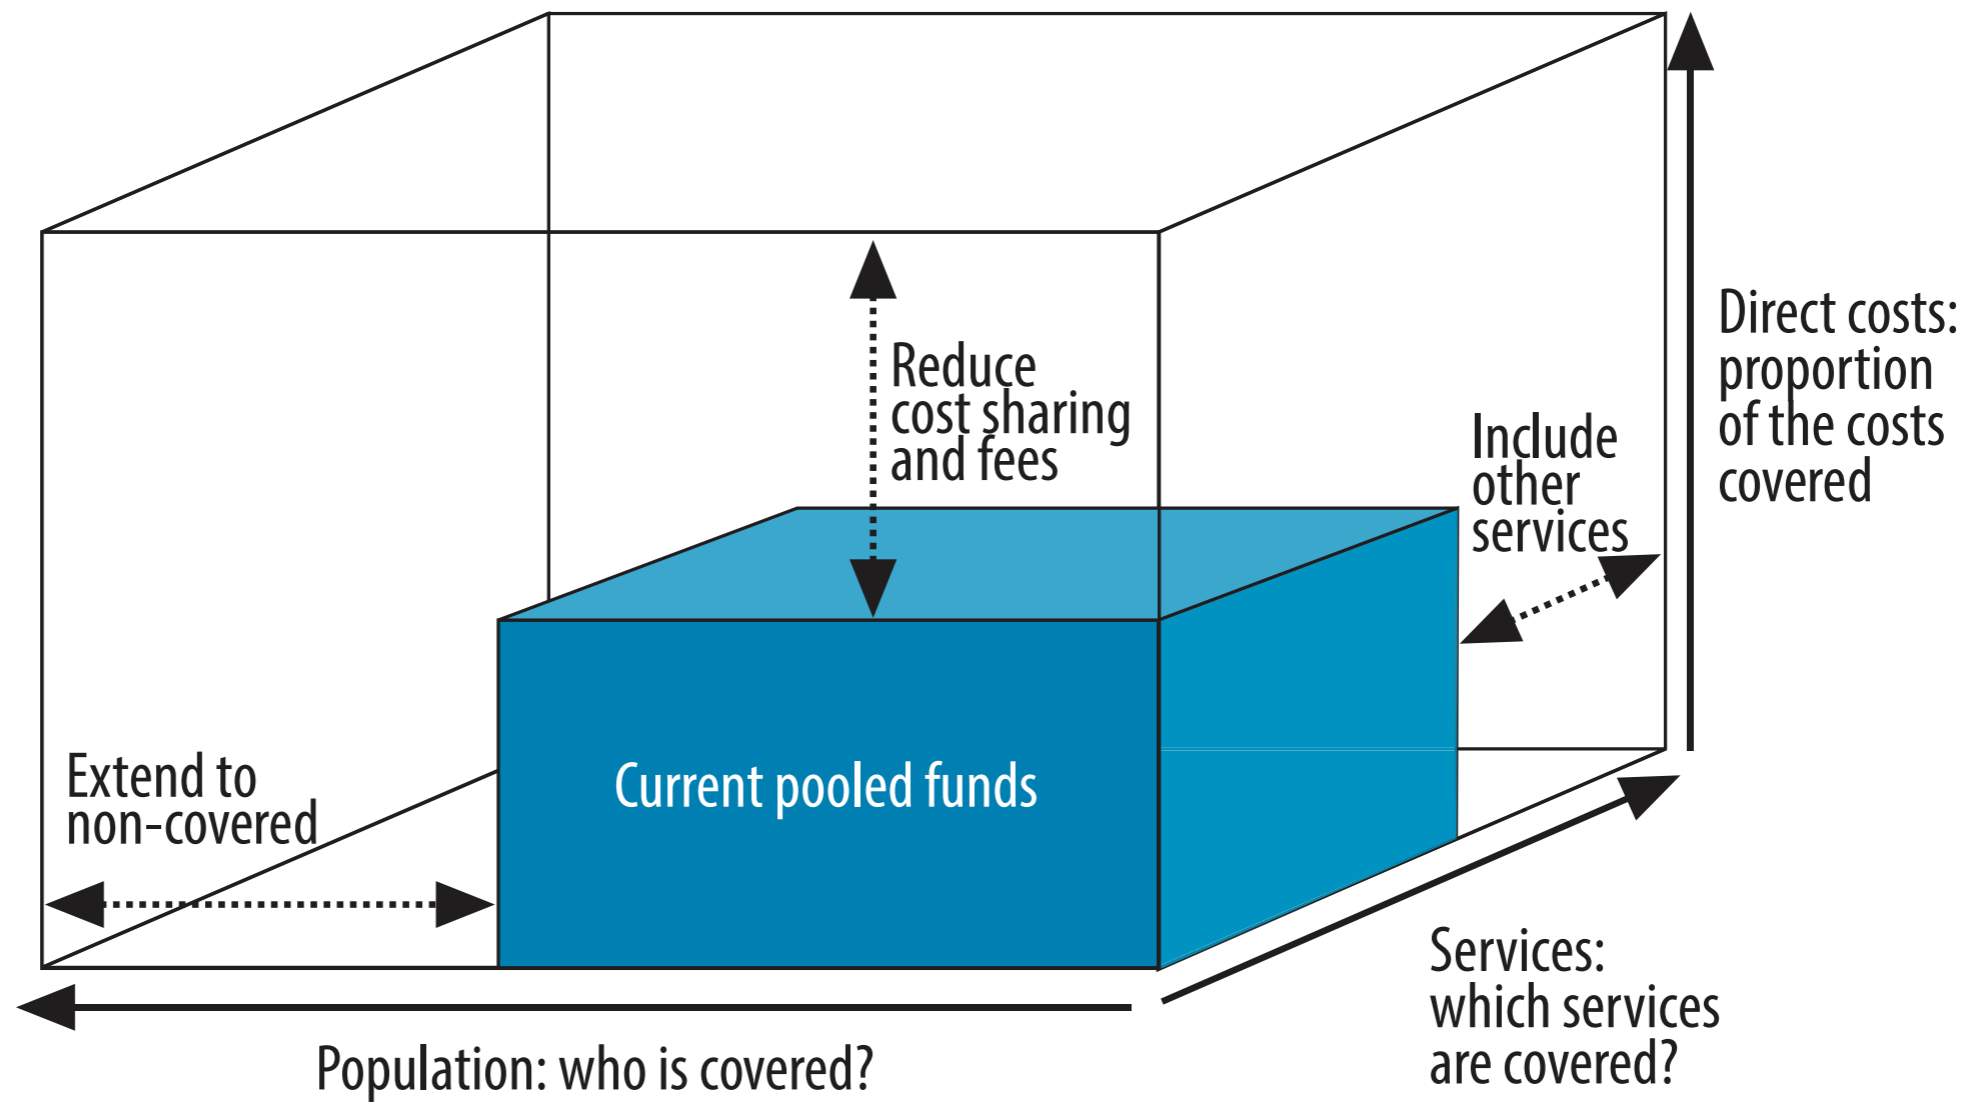 Reduce
cost sharing
and fees
Include
other
services
Direct costs:
proportion
of the costs
covered
Extend to
non-covered
Current pooled funds
Services:
which services
are covered?
Population: who is covered?